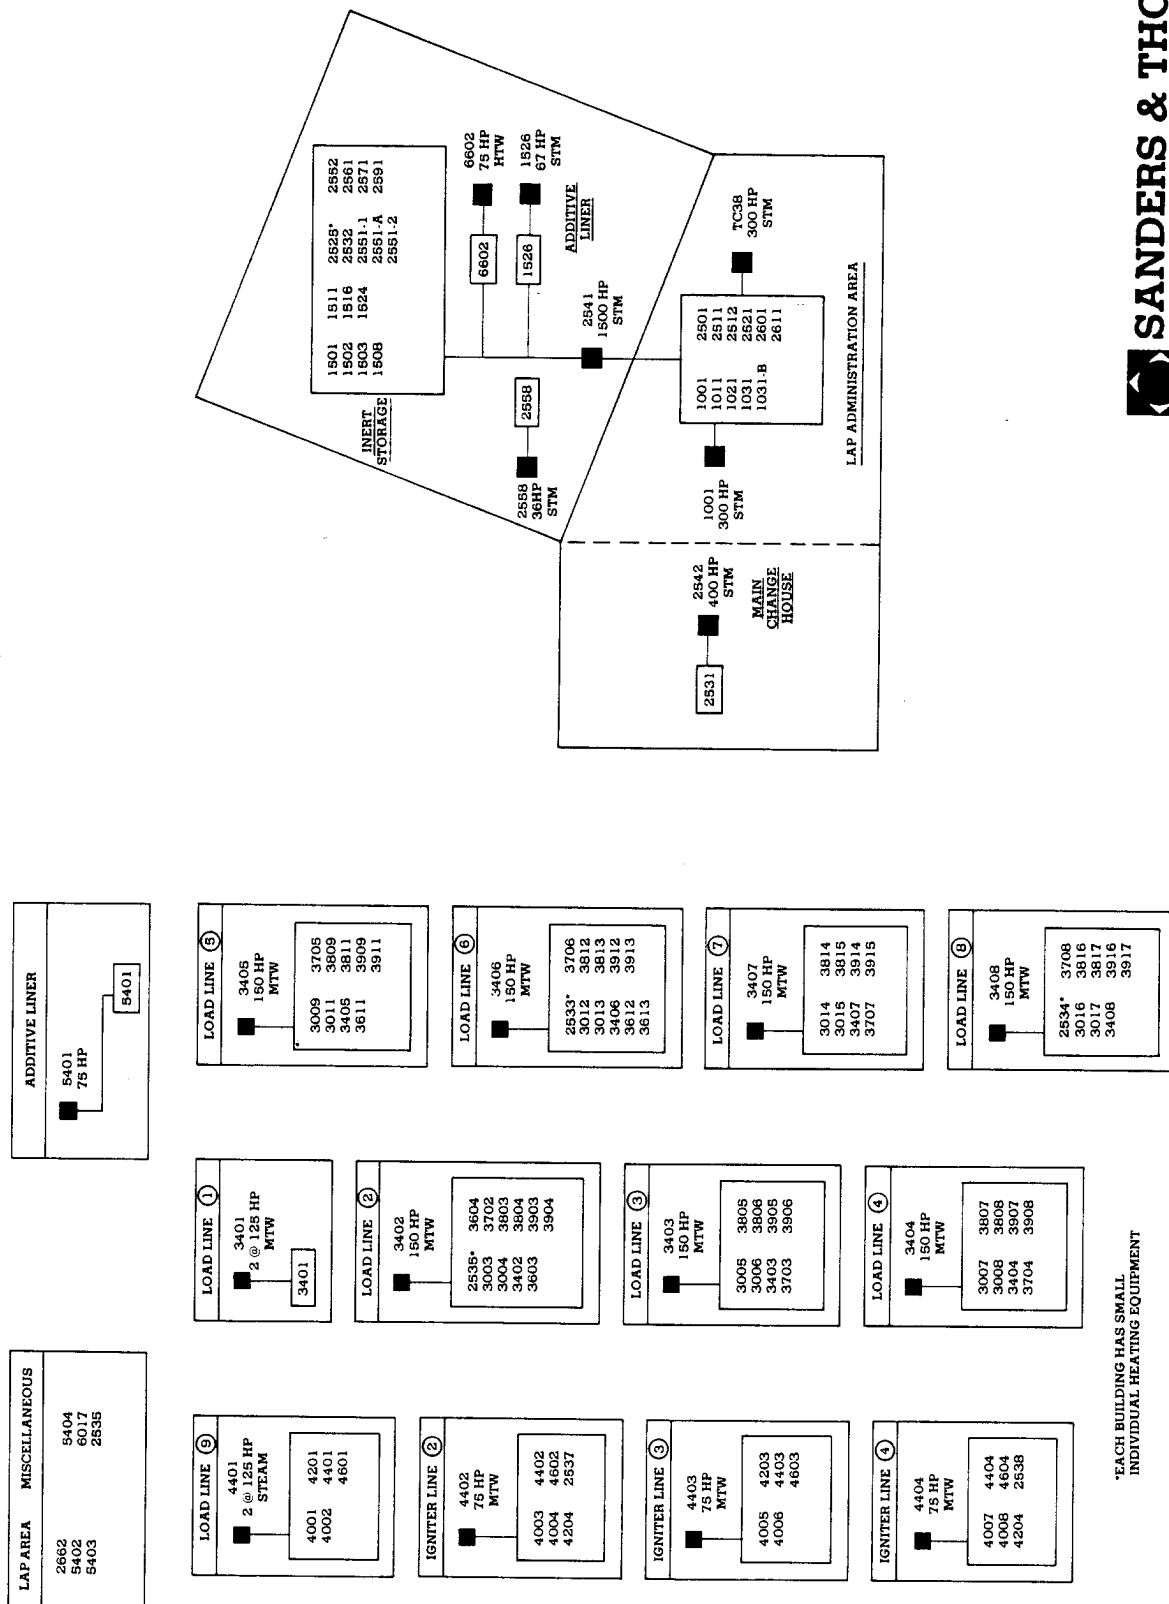 LAP AREA MISCELLANEOUS
2662 5404
5402 6017
5403 2535
ADDITIVE LINER
5401
75 HP
5401
LOAD LINE 9
4401
2 @ 125 HP
STEAM
4001 4201
4002 4401
4601
LOAD LINE 1
3401
2 @ 125 HP
MTW
3401
LOAD LINE 5
3405
150 HP
MTW
3009 3705
3011 3809
3405 3811
3611 3909
3911
IGNITER LINE 2
4402
75 HP
MTW
4003 4402
4004 4602
4204 2537
LOAD LINE 2
3402
150 HP
MTW
2535* 3604
3003 3702
3004 3803
3402 3804
3603 3903
3904
LOAD LINE 6
3406
150 HP
MTW
2533* 3706
3012 3812
3013 3813
3406 3912
3612 3913
3613
IGNITER LINE 3
4403
75 HP
MTW
4005 4203
4006 4403
4603
LOAD LINE 3
3403
150 HP
MTW
3005 3805
3006 3806
3403 3905
3703 3906
LOAD LINE 7
3407
150 HP
MTW
3014 3814
3015 3815
3407 3914
3707 3915
IGNITER LINE 4
4404
75 HP
MTW
4007 4404
4008 4604
4204 2538
LOAD LINE 4
3404
150 HP
MTW
3007 3807
3008 3808
3404 3907
3704 3908
LOAD LINE 8
3408
150 HP
MTW
2534* 3708
3016 3816
3017 3817
3408 3916
3917
*EACH BUILDING HAS SMALL
INDIVIDUAL HEATING EQUIPMENT
INERT
STORAGE
1501 1511 2525* 2552
1502 1516 2532 2561
1503 1524 2551-1 2571
1508 2551-A 2591
2551-2
6602
6602
75 HP
HTW
1526
1526
67 HP
STM
ADDITIVE
LINER
2558
36HP
STM
2558
2541
1500 HP
STM
2531
2542
400 HP
STM
MAIN
CHANGE
HOUSE
1001
300 HP
STM
1001 2501
1011 2511
1021 2512
1031 2521
1031-B 2601
2611
TC38
300 HP
STM
LAP ADMINISTRATION AREA
SANDERS & THO